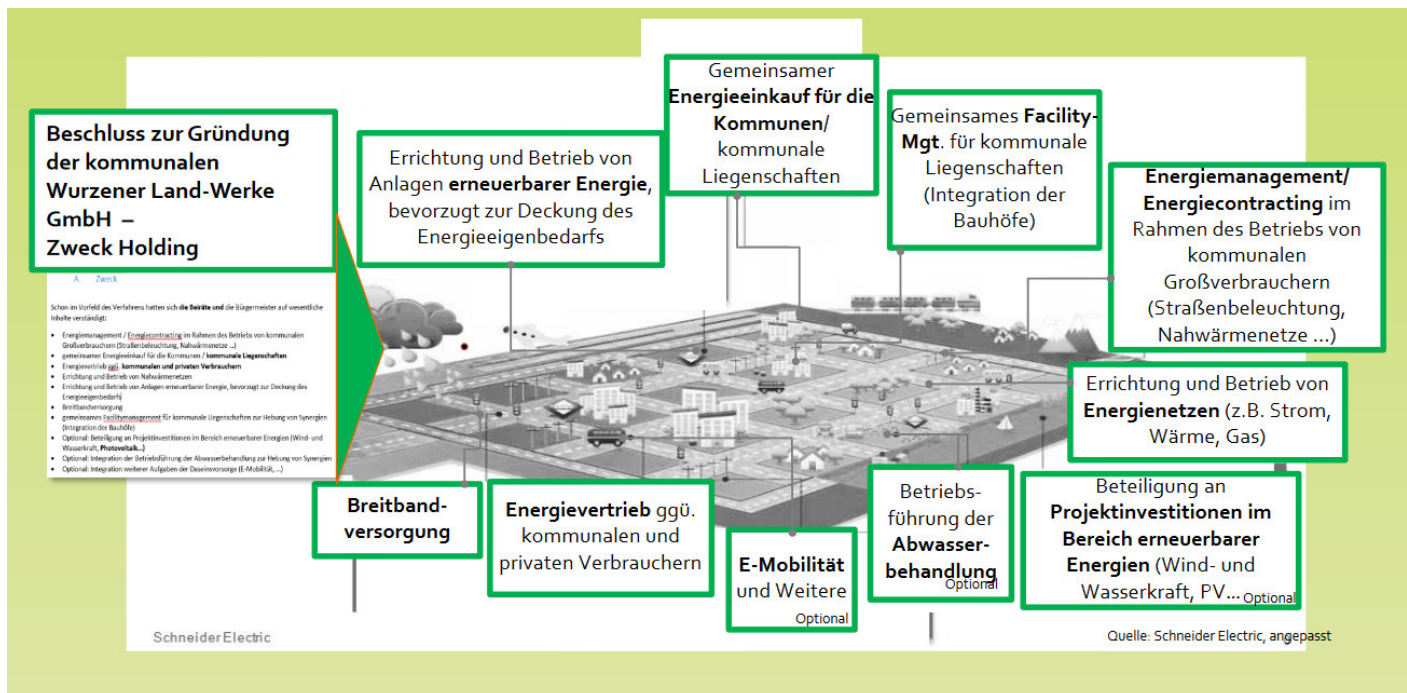 Beschluss zur Gründung
der kommunalen
Wurzener Land-Werke
GmbH –
Zweck Holding
A. Zweck
Schon im Vorfeld des Verfahrens hatten sich die Beiräte und die Bürgermeister auf wesentliche
Inhalte verständigt:
• Energiemanagement / Energiecontracting im Rahmen des Betriebs von kommunalen
Großverbrauchern (Straßenbeleuchtung, Nahwärmenetze ...)
• gemeinsamer Energieeinkauf für die Kommunen / kommunale Liegenschaften
• Energievertrieb ggü. kommunalen und privaten Verbrauchern
• Errichtung und Betrieb von Nahwärmenetzen
• Errichtung und Betrieb von Anlagen erneuerbarer Energie, bevorzugt zur Deckung des
Energieeigenbedarfs
• Breitbandversorgung
• gemeinsames Facilitymanagement für kommunale Liegenschaften zur Hebung von Synergien
(Integration der Bauhöfe)
• Optional: Beteiligung an Projektinvestitionen im Bereich erneuerbarer Energien (Wind- und
Wasserkraft, Photovoltaik...)
• Optional: Integration der Betriebsführung der Abwasserbehandlung zur Hebung von Synergien
• Optional: Integration weiterer Aufgaben der Daseinsvorsorge (E-Mobilität, ...)
Errichtung und Betrieb von
Anlagen erneuerbarer Energie,
bevorzugt zur Deckung des
Energieeigenbedarfs
Gemeinsamer
Energieeinkauf für die
Kommunen/
kommunale
Liegenschaften
Gemeinsames Facility-
Mgt. für kommunale
Liegenschaften
(Integration der
Bauhöfe)
Energiemanagement/
Energiecontracting im
Rahmen des Betriebs von
kommunalen
Großverbrauchern
(Straßenbeleuchtung,
Nahwärmenetze ...)
Errichtung und Betrieb von
Energienetzen (z.B. Strom,
Wärme, Gas)
Breitband-
versorgung
Energievertrieb ggü.
kommunalen und
privaten Verbrauchern
E-Mobilität
und Weitere
Optional
Betriebs-
führung der
Abwasser-
behandlung
Optional
Beteiligung an
Projektinvestitionen im
Bereich erneuerbarer
Energien (Wind- und
Wasserkraft, PV...
Optional
Schneider Electric
Quelle: Schneider Electric, angepasst